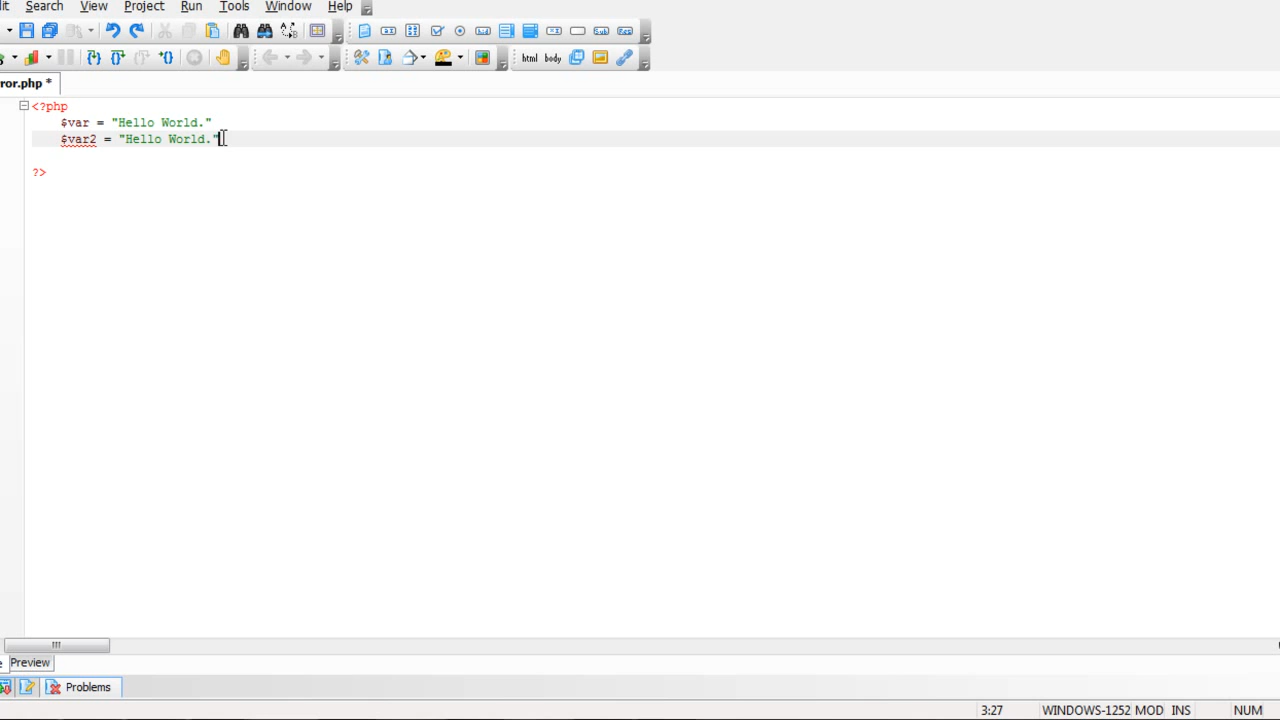 it Search View Project Run Tools Window Help
html body
ror.php *
<?php
$var = "Hello World."
$var2 = "Hello World."
?>
Preview
Problems
3:27 WINDOWS-1252 MOD INS NUM